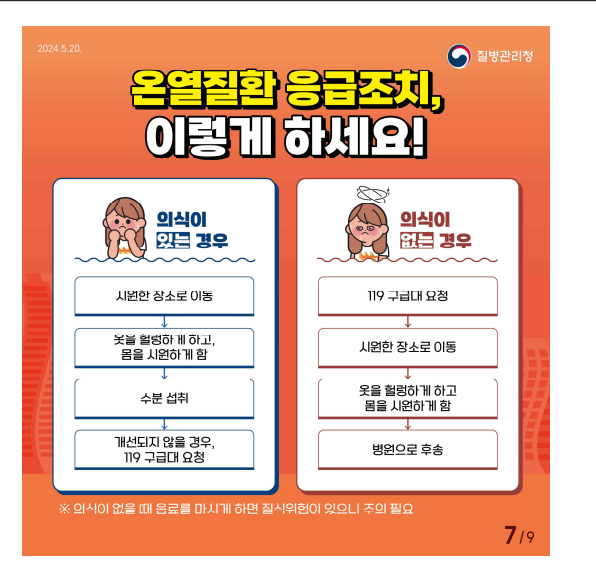 2024.5.20.
질병관리청
온열질환 응급조치,
이렇게 하세요!
의식이
있는 경우
시원한 장소로 이동
옷을 헐렁하게 하고,
몸을 시원하게 함
수분 섭취
개선되지 않을 경우,
119 구급대 요청
의식이
없는 경우
119 구급대 요청
시원한 장소로 이동
옷을 헐렁하게 하고
몸을 시원하게 함
병원으로 후송
※ 의식이 없을 때 음료를 마시게 하면 질식위험이 있으니 주의 필요
7/9